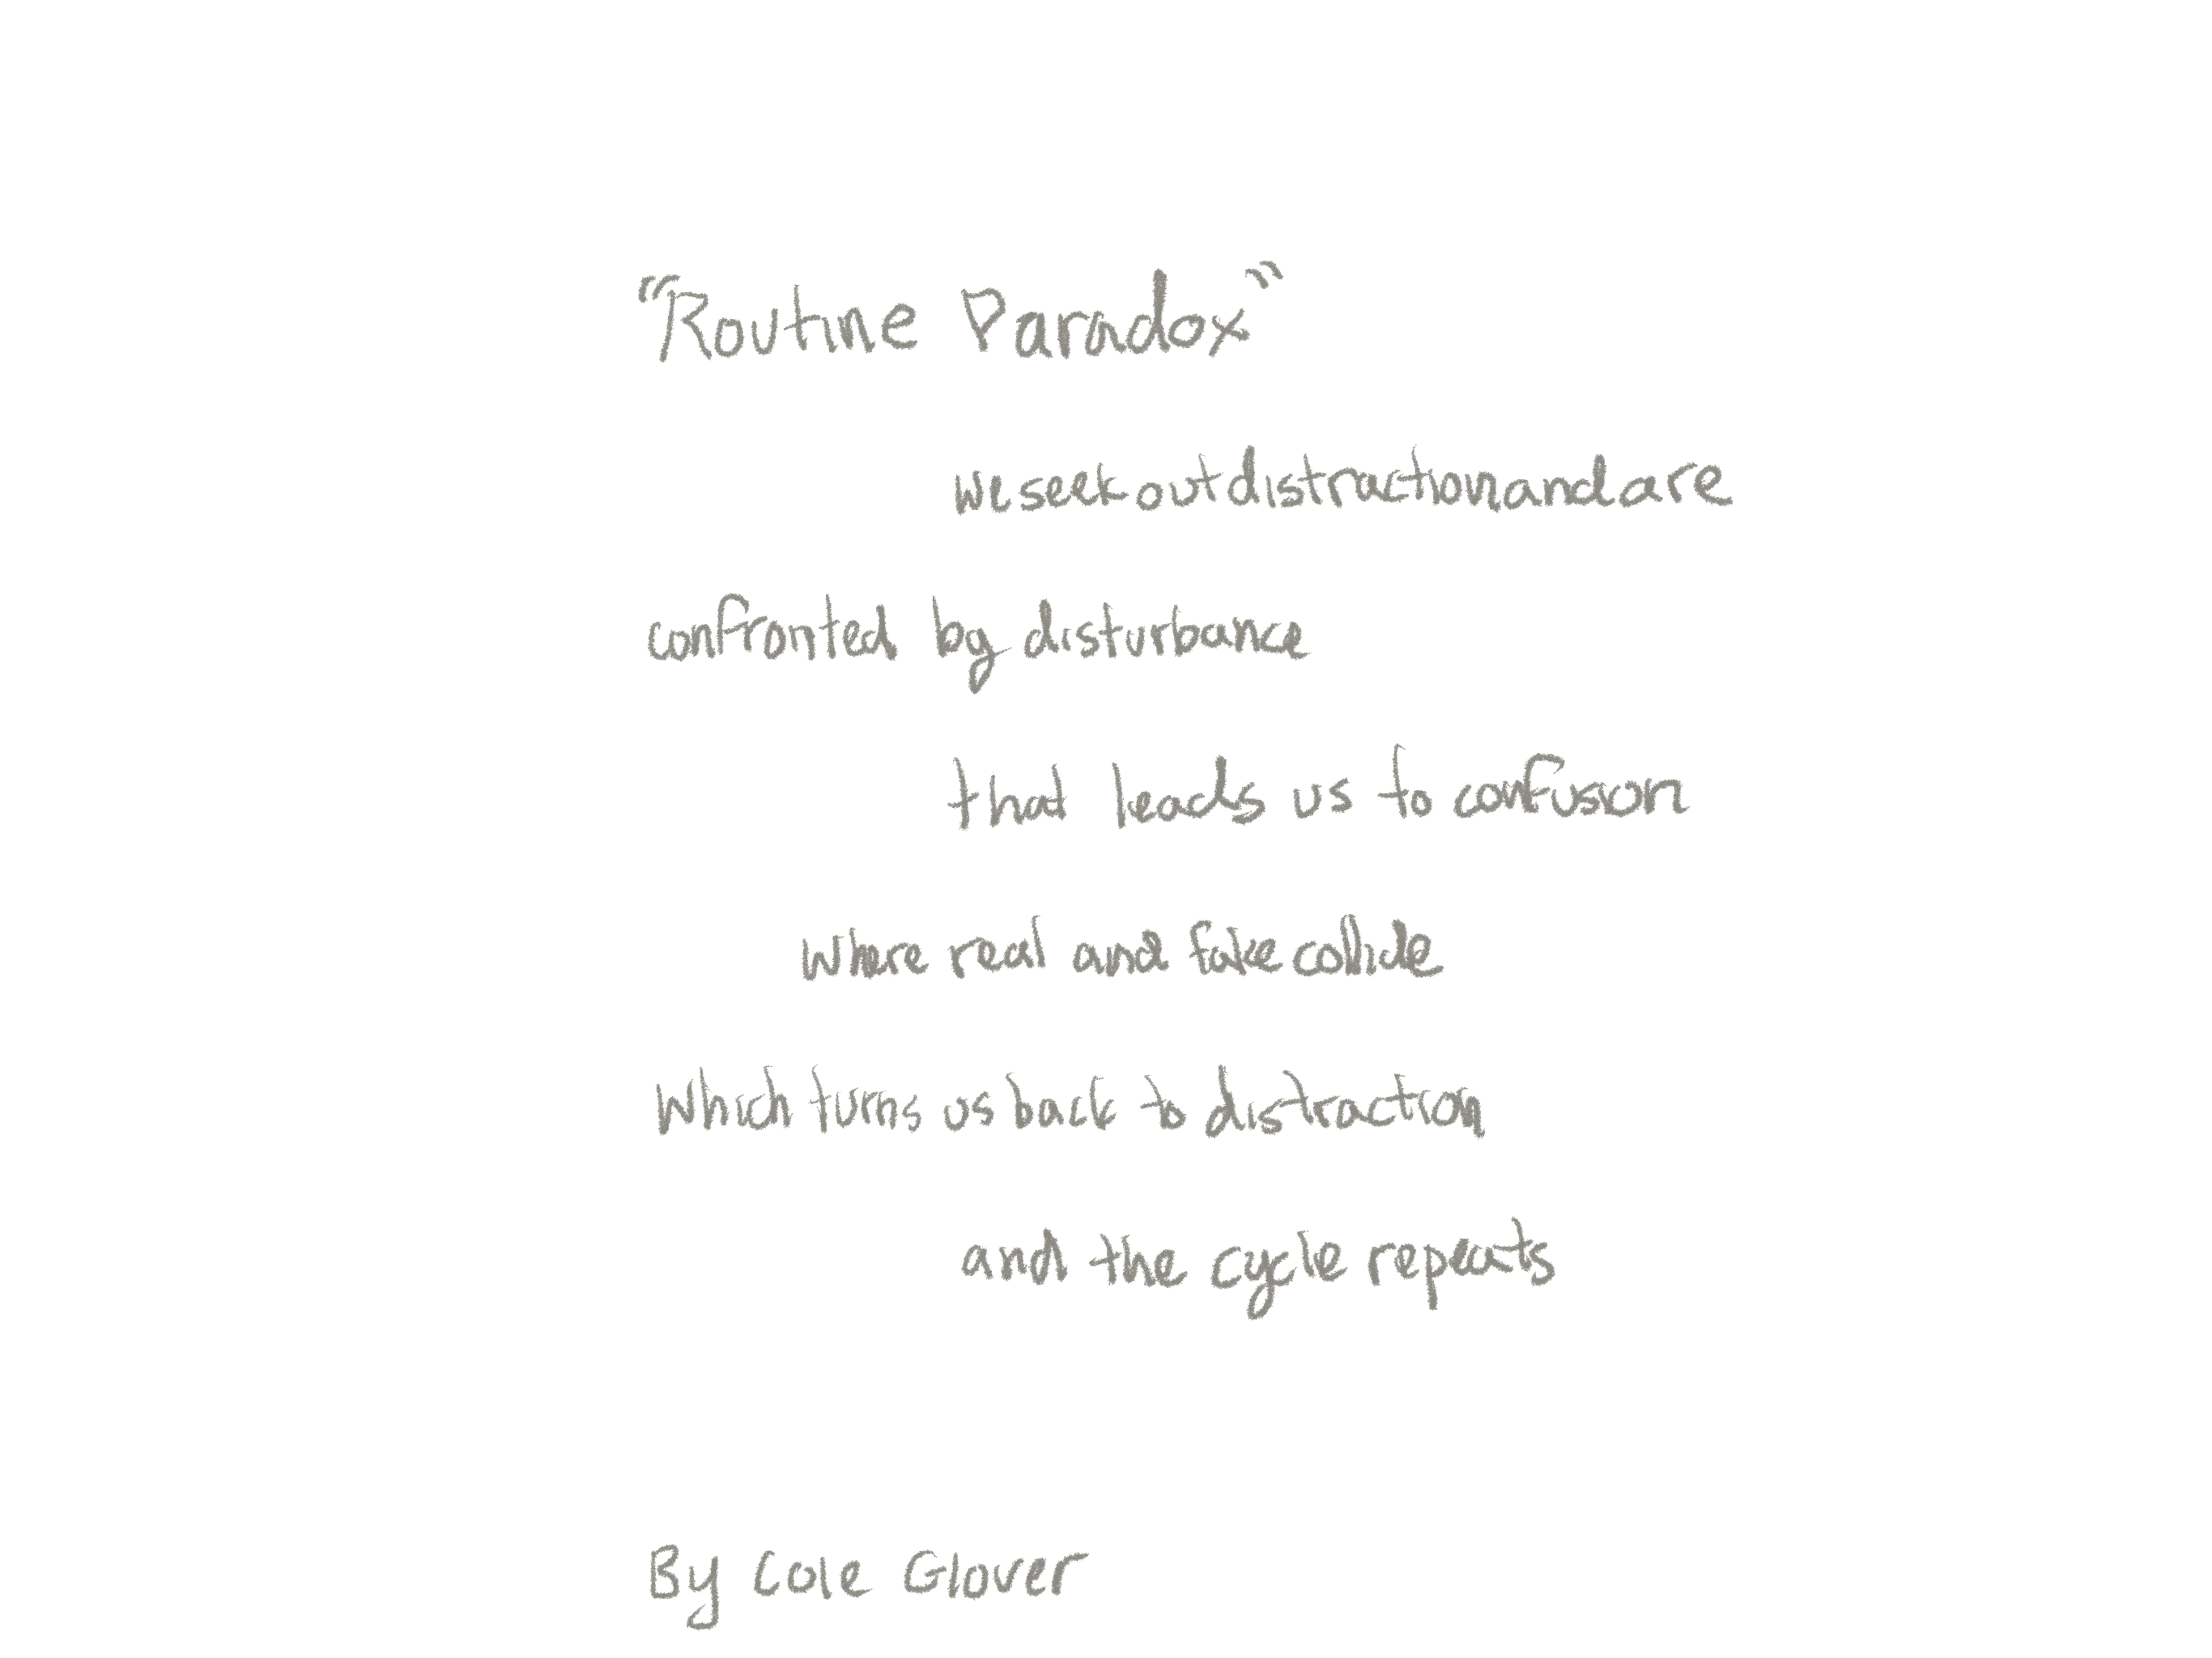 "Routine Paradox"
we seek out distraction and are
confronted by disturbance
that leads us to confusion
where real and fake collide
which turns us back to distraction
and the cycle repeats
By Cole Glover